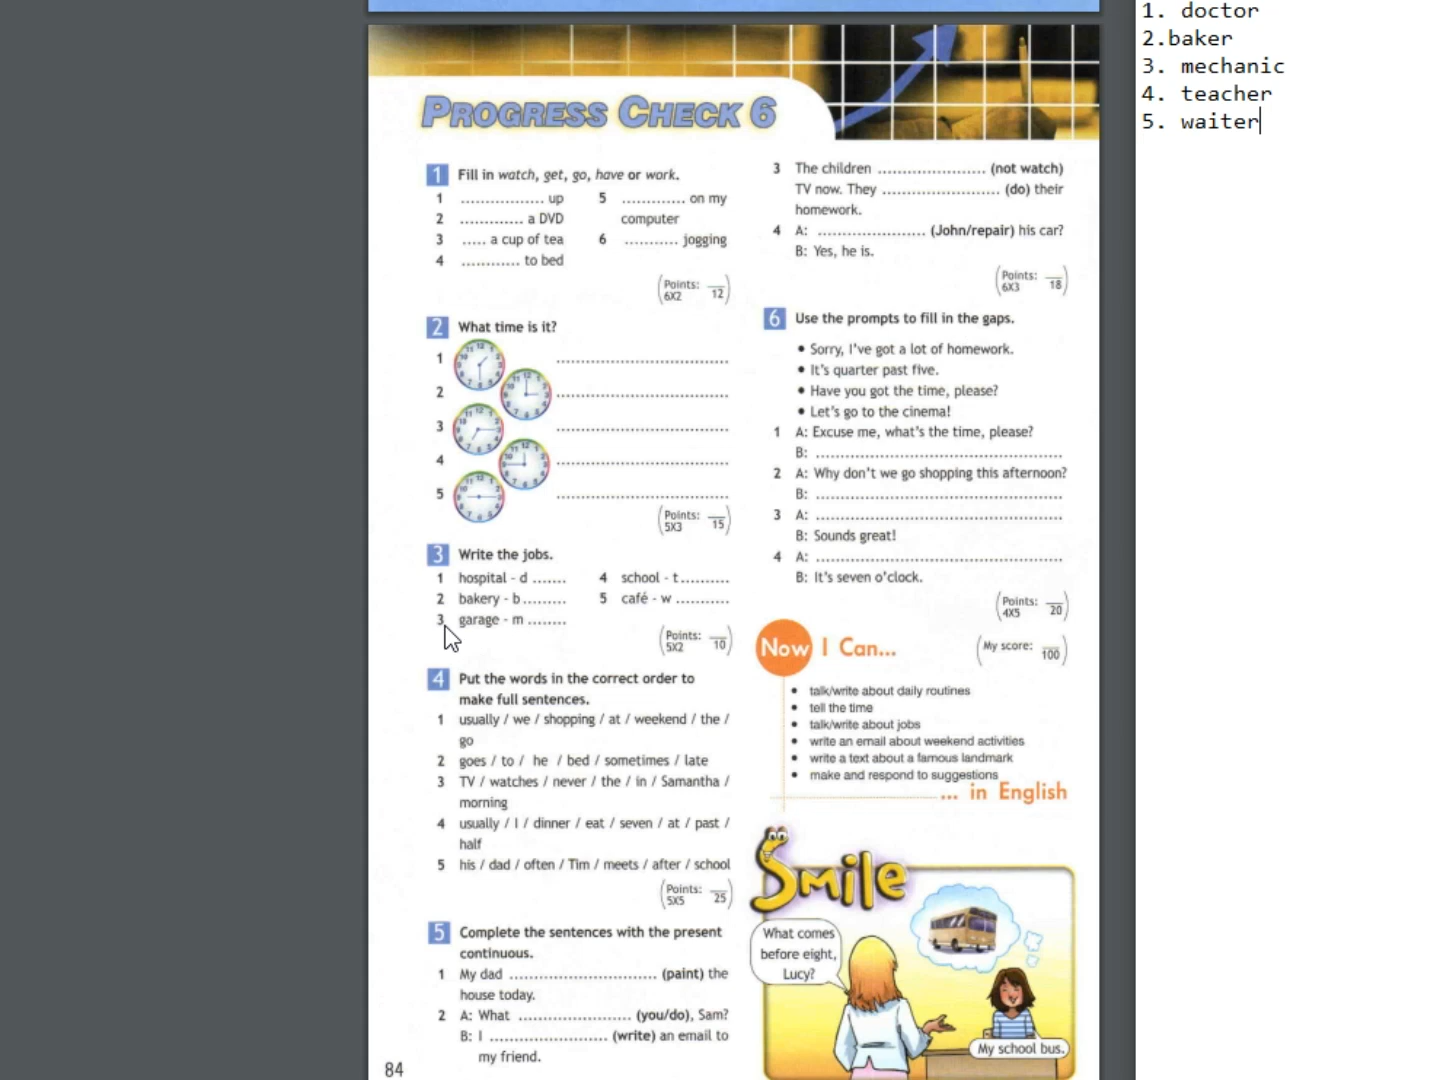 PROGRESS CHECK 6
1 Fill in watch, get, go, have or work.
1 .................. up
2 ............. a DVD
3 ..... a cup of tea
4 ............ to bed
5 ............. on my
computer
6 ........... jogging
(Points: 6X2 12)
2 What time is it?
1 .....................................
2 .....................................
3 .....................................
4 .....................................
5 .....................................
(Points: 5X3 15)
3 Write the jobs.
1 hospital - d .......
2 bakery - b.........
3 garage - m ........
4 school - t..........
5 café - w ...........
(Points: 5X2 10)
4 Put the words in the correct order to
make full sentences.
1 usually / we / shopping / at / weekend / the /
go
2 goes / to / he / bed / sometimes / late
3 TV / watches / never / the / in / Samantha /
morning
4 usually / I / dinner / eat / seven / at / past /
half
5 his / dad / often / Tim / meets / after / school
(Points: 5X5 25)
5 Complete the sentences with the present
continuous.
1 My dad ................................ (paint) the
house today.
2 A: What ........................ (you/do), Sam?
B: I ......................... (write) an email to
my friend.
84
3 The children ....................... (not watch)
TV now. They ......................... (do) their
homework.
4 A: ....................... (John/repair) his car?
B: Yes, he is.
(Points: 6X3 18)
6 Use the prompts to fill in the gaps.
• Sorry, I've got a lot of homework.
• It's quarter past five.
• Have you got the time, please?
• Let's go to the cinema!
1 A: Excuse me, what's the time, please?
B: .....................................................
2 A: Why don't we go shopping this afternoon?
B: .....................................................
3 A: .....................................................
B: Sounds great!
4 A: .....................................................
B: It's seven o'clock.
(Points: 4X5 20)
Now I Can...
(My score: 100)
• talk/write about daily routines
• tell the time
• talk/write about jobs
• write an email about weekend activities
• write a text about a famous landmark
• make and respond to suggestions
... in English
Smile
What comes
before eight,
Lucy?
My school bus.
1. doctor
2.baker
3. mechanic
4. teacher
5. waiter